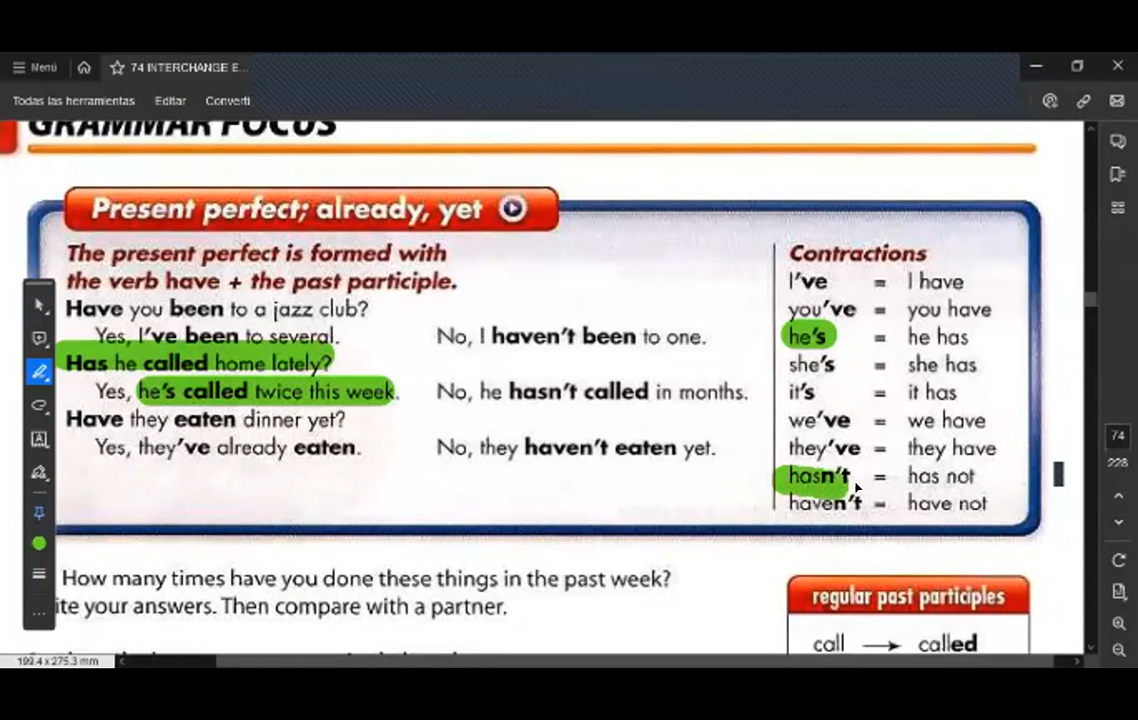 Menú
74 INTERCHANGE E...
Todas las herramientas Editar Converti
GRAMMAR FOCUS
Present perfect; already, yet
The present perfect is formed with
the verb have + the past participle.
Have you been to a jazz club?
Yes, I've been to several. No, I haven't been to one.
Has he called home lately?
Yes, he's called twice this week. No, he hasn't called in months.
Have they eaten dinner yet?
Yes, they've already eaten. No, they haven't eaten yet.
Contractions
I've = I have
you've = you have
he's = he has
she's = she has
it's = it has
we've = we have
they've = they have
hasn't = has not
haven't = have not
74
228
How many times have you done these things in the past week?
ite your answers. Then compare with a partner.
regular past participles
call → called
199.4 x 275.3 mm